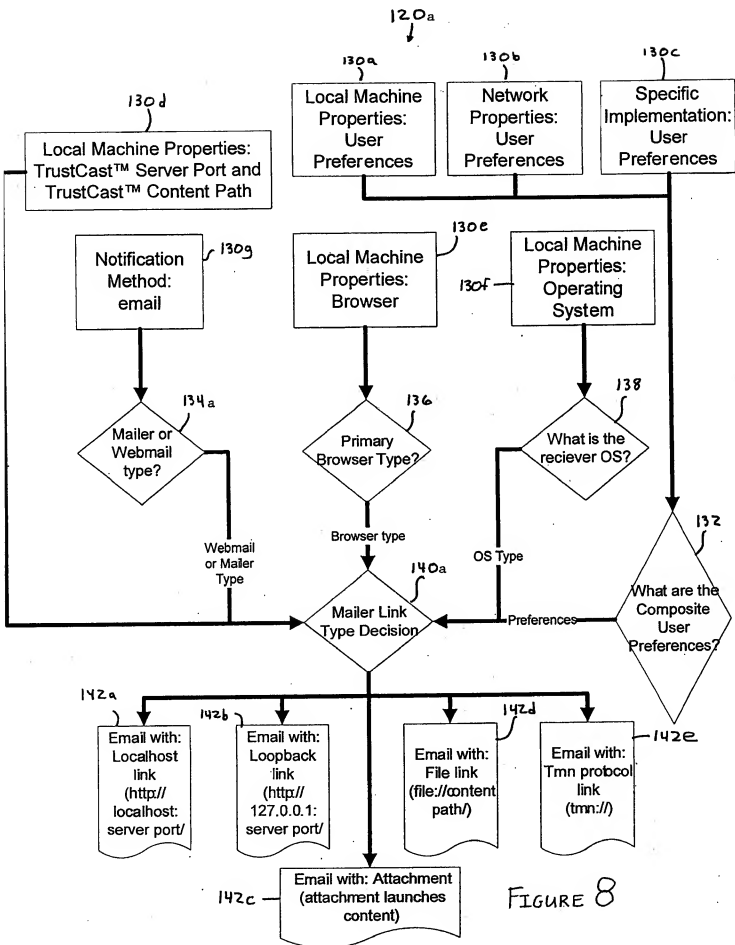 120a
130a
130b
130c
130d
Local Machine
Properties:
User
Preferences
Network
Properties:
User
Preferences
Specific
Implementation:
User
Preferences
Local Machine Properties:
TrustCast™ Server Port and
TrustCast™ Content Path
130g
130e
130f
Notification
Method:
email
Local Machine
Properties:
Browser
Local Machine
Properties:
Operating
System
134a
136
138
Mailer or
Webmail
type?
Primary
Browser Type?
What is the
reciever OS?
132
Webmail
or Mailer
Type
Browser type
OS Type
140a
Mailer Link
Type Decision
Preferences
What are the
Composite
User
Preferences?
142a
142b
142d
142e
Email with:
Localhost
link
(http://
localhost:
server port/
Email with:
Loopback
link
(http://
127.0.0.1:
server port/
Email with:
File link
(file://content
path/)
Email with:
Tmn protocol
link
(tmn://)
142c
Email with: Attachment
(attachment launches
content)
FIGURE 8